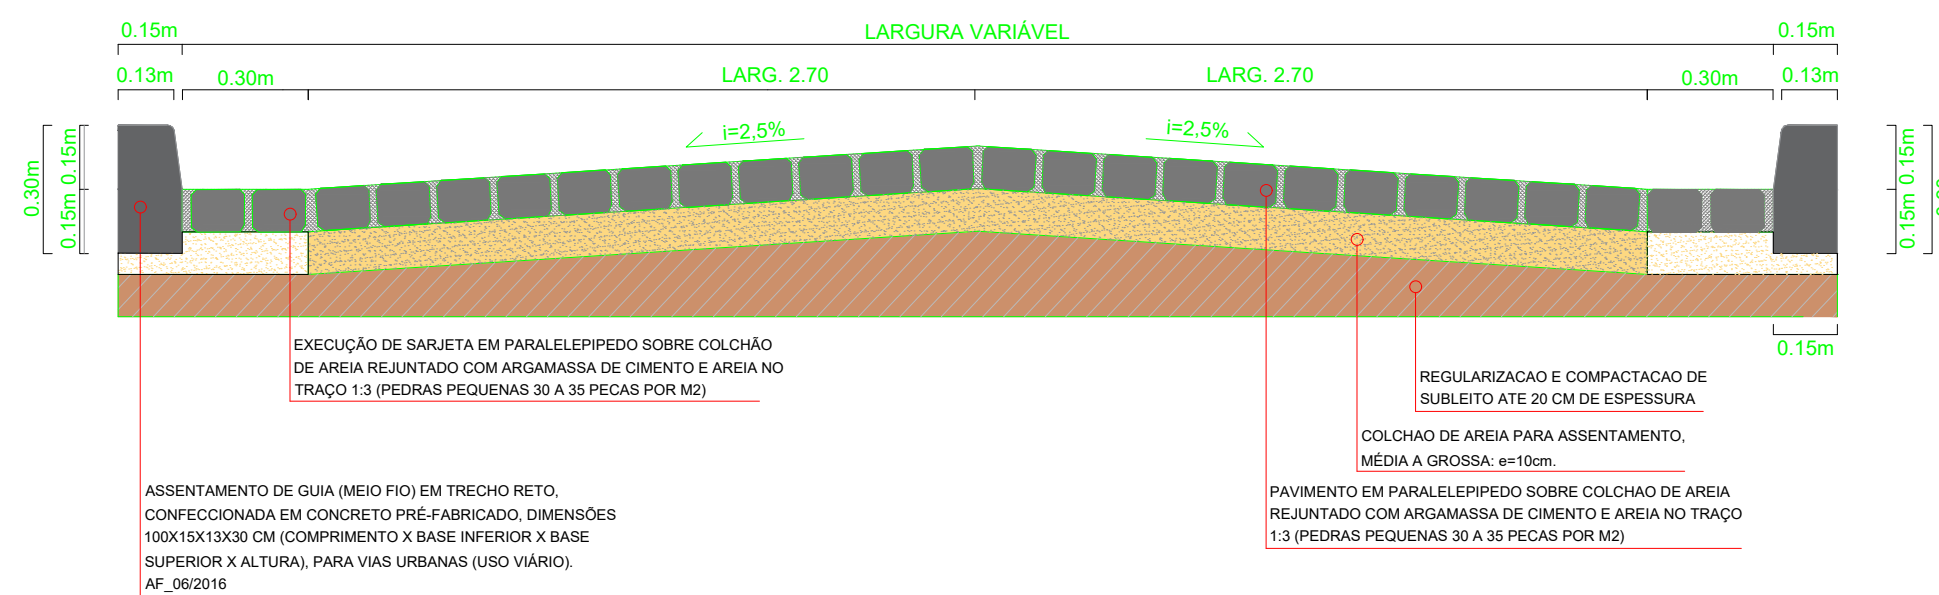 0.15m
LARGURA VARIÁVEL
0.15m
0.13m
0.30m
LARG. 2.70
LARG. 2.70
0.30m
0.13m
i=2,5%
i=2,5%
0.30m
0.15m
0.15m
0.15m
0.15m
0.15m
EXECUÇÃO DE SARJETA EM PARALELEPIPEDO SOBRE COLCHÃO
DE AREIA REJUNTADO COM ARGAMASSA DE CIMENTO E AREIA NO
TRAÇO 1:3 (PEDRAS PEQUENAS 30 A 35 PECAS POR M2)
REGULARIZACAO E COMPACTACAO DE
SUBLEITO ATE 20 CM DE ESPESSURA
COLCHAO DE AREIA PARA ASSENTAMENTO,
MÉDIA A GROSSA: e=10cm.
PAVIMENTO EM PARALELEPIPEDO SOBRE COLCHAO DE AREIA
REJUNTADO COM ARGAMASSA DE CIMENTO E AREIA NO TRAÇO
1:3 (PEDRAS PEQUENAS 30 A 35 PECAS POR M2)
ASSENTAMENTO DE GUIA (MEIO FIO) EM TRECHO RETO,
CONFECCIONADA EM CONCRETO PRÉ-FABRICADO, DIMENSÕES
100X15X13X30 CM (COMPRIMENTO X BASE INFERIOR X BASE
SUPERIOR X ALTURA), PARA VIAS URBANAS (USO VIÁRIO).
AF_06/2016